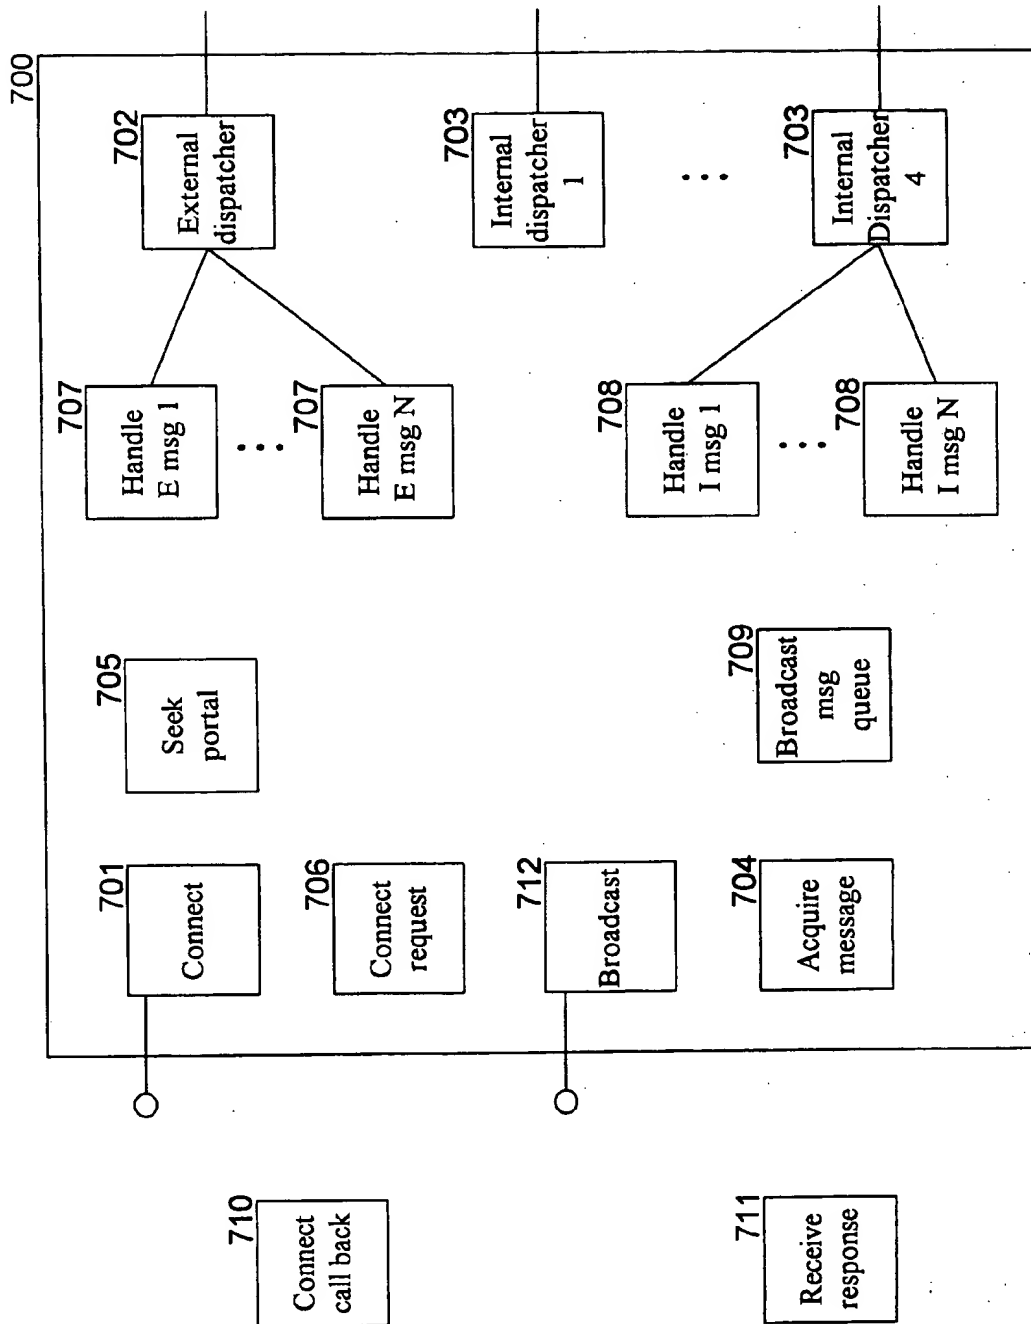 700
710
Connect
call back
711
Receive
response
701
Connect
706
Connect
request
712
Broadcast
704
Acquire
message
705
Seek
portal
709
Broadcast
msg
queue
707
Handle
E msg 1
707
Handle
E msg N
708
Handle
I msg 1
708
Handle
I msg N
702
External
dispatcher
703
Internal
dispatcher
1
703
Internal
Dispatcher
4